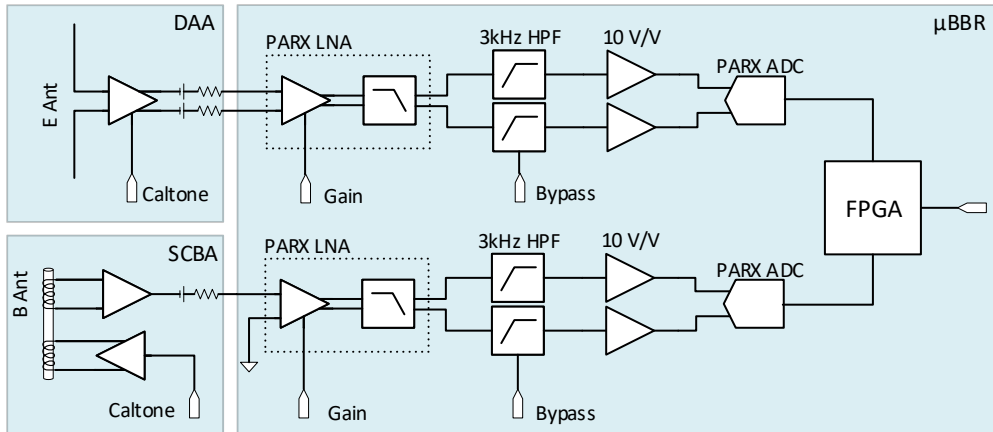 DAA
E Ant
Caltone
µBBR
PARX LNA
3kHz HPF
10 V/V
PARX ADC
Gain
Bypass
FPGA
SCBA
B Ant
Caltone
PARX LNA
3kHz HPF
10 V/V
PARX ADC
Gain
Bypass